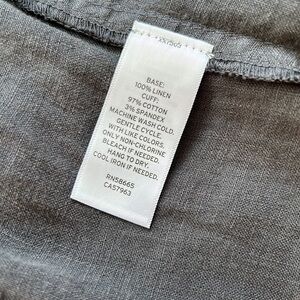 BASE:
100% LINEN
CUFF:
97% COTTON
3% SPANDEX
MACHINE WASH COLD.
GENTLE CYCLE.
WITH LIKE COLORS.
ONLY NON-CHLORINE
BLEACH IF NEEDED.
HANG TO DRY.
COOL IRON IF NEEDED.
RN58665
CA57963